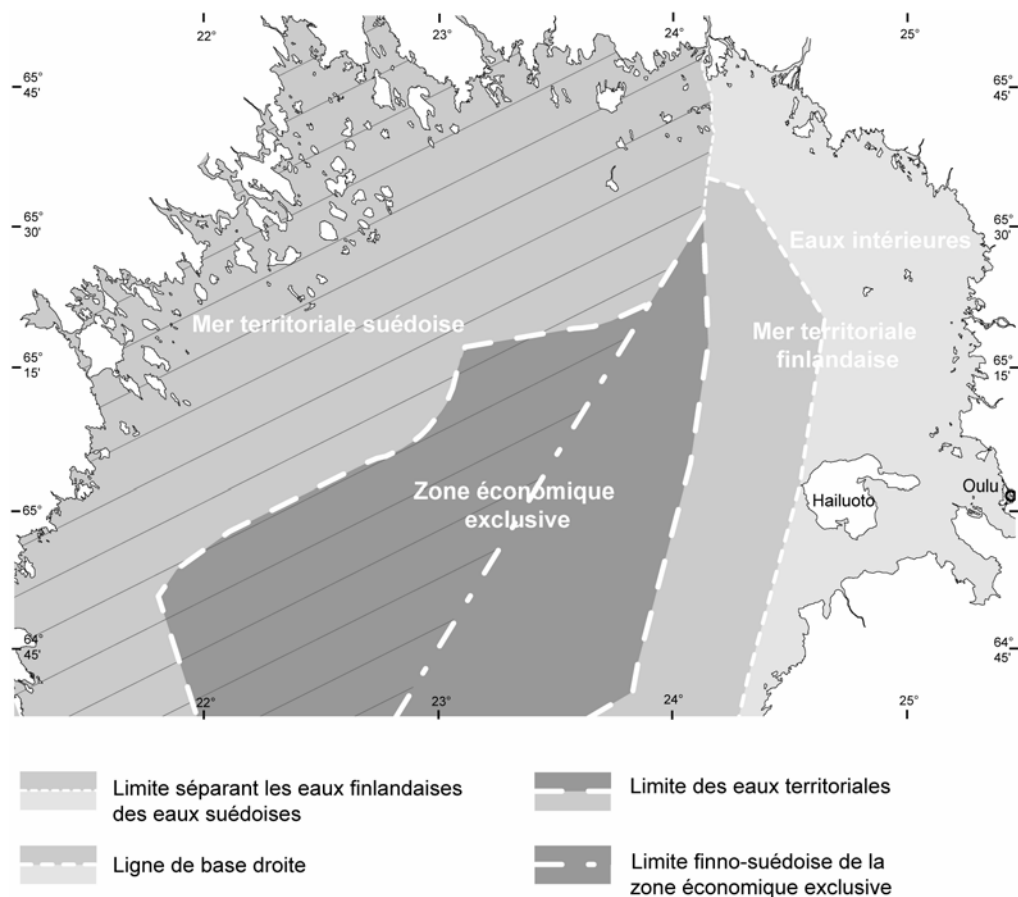 22°
23°
24°
25°
65°
45'
65°
45'
65°
30'
65°
30'
Eaux intérieures
Mer territoriale suédoise
Mer territoriale
finlandaise
65°
15'
65°
15'
Zone économique
exclusive
Hailuoto
Oulu
65°
65°
64°
45'
64°
45'
22°
23°
24°
25°
Limite séparant les eaux finlandaises
des eaux suédoises
Limite des eaux territoriales
Ligne de base droite
Limite finno-suédoise de la
zone économique exclusive